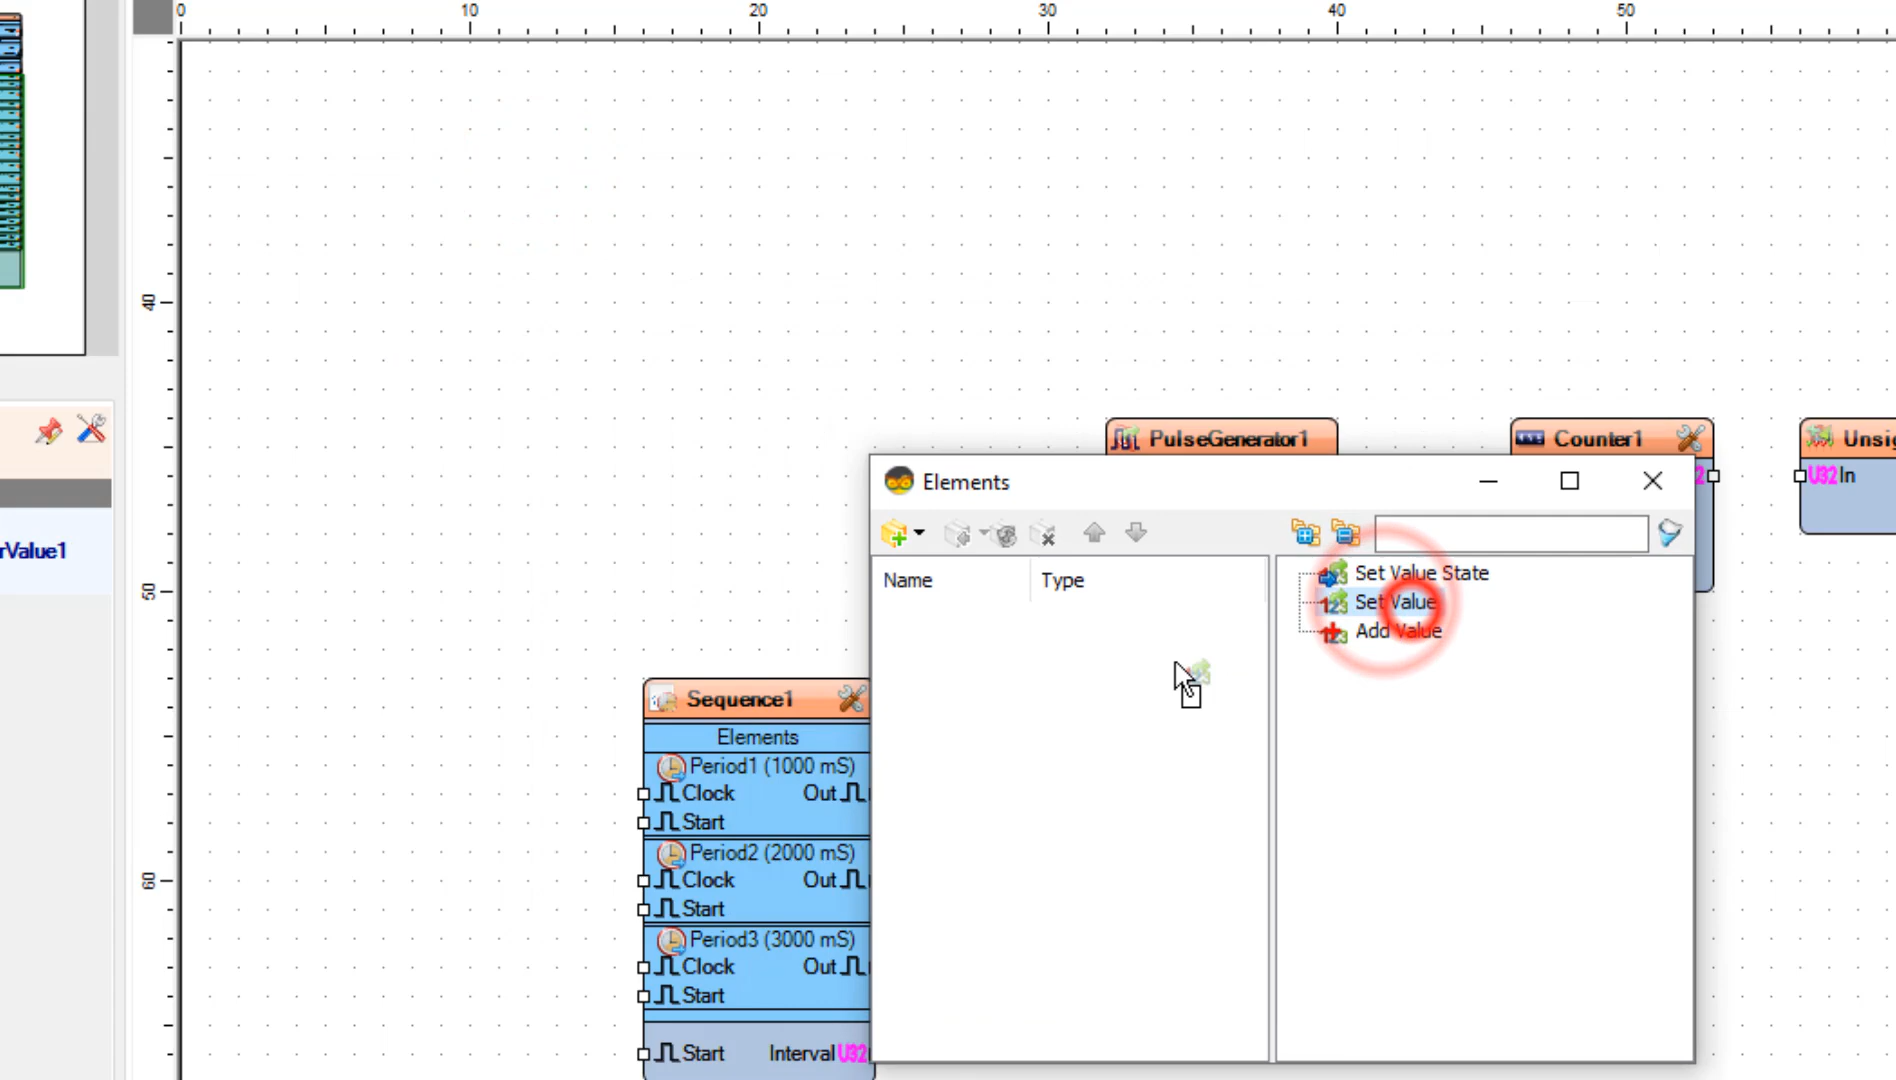 0 10 20 30 40 50
40
50
60
rValue1
PulseGenerator1
Counter1
Unsi
2
U32 In
Elements
Name Type
Set Value State
Set Value
Add Value
Sequence1
Elements
Period1 (1000 mS)
Clock Out
Start
Period2 (2000 mS)
Clock Out
Start
Period3 (3000 mS)
Clock Out
Start
Start Interval U32